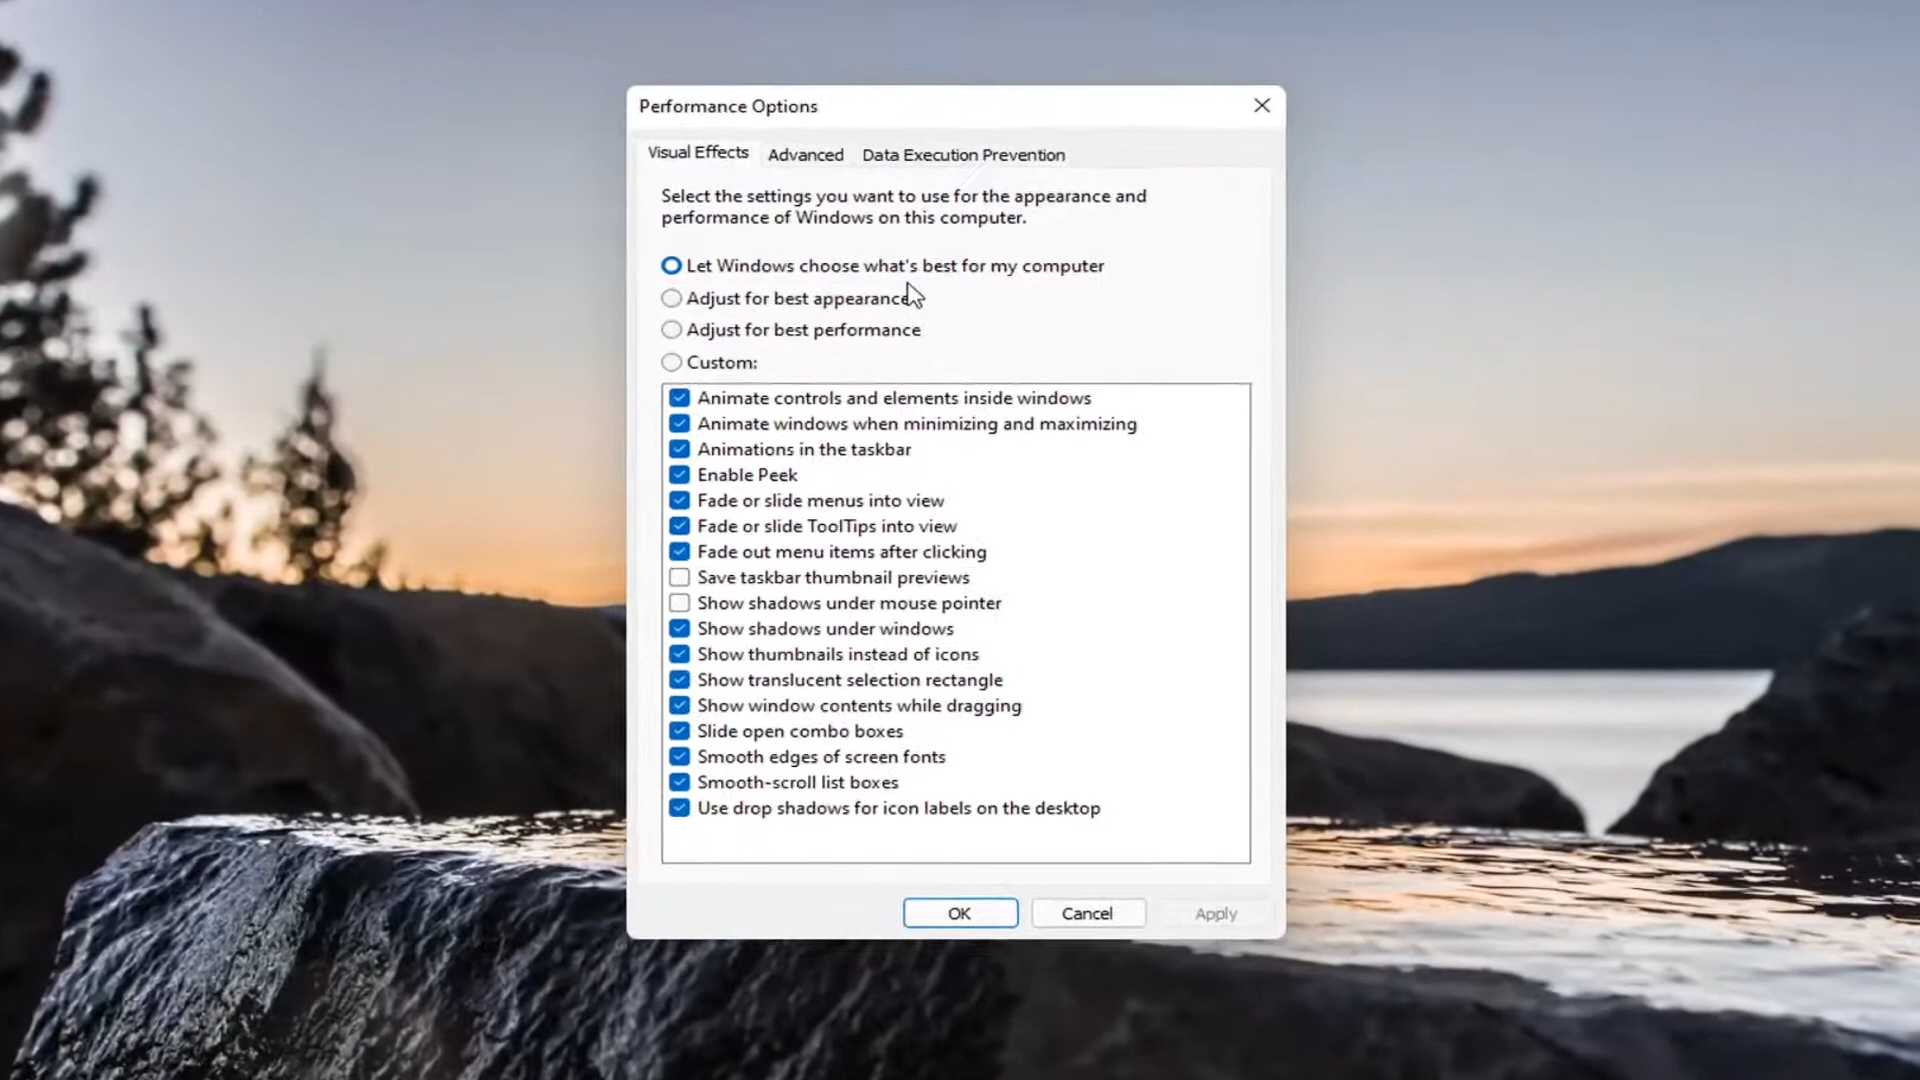 Performance Options
Visual Effects
Advanced
Data Execution Prevention
Select the settings you want to use for the appearance and
performance of Windows on this computer.
Let Windows choose what's best for my computer
Adjust for best appearance
Adjust for best performance
Custom:
Animate controls and elements inside windows
Animate windows when minimizing and maximizing
Animations in the taskbar
Enable Peek
Fade or slide menus into view
Fade or slide ToolTips into view
Fade out menu items after clicking
Save taskbar thumbnail previews
Show shadows under mouse pointer
Show shadows under windows
Show thumbnails instead of icons
Show translucent selection rectangle
Show window contents while dragging
Slide open combo boxes
Smooth edges of screen fonts
Smooth-scroll list boxes
Use drop shadows for icon labels on the desktop
OK
Cancel
Apply